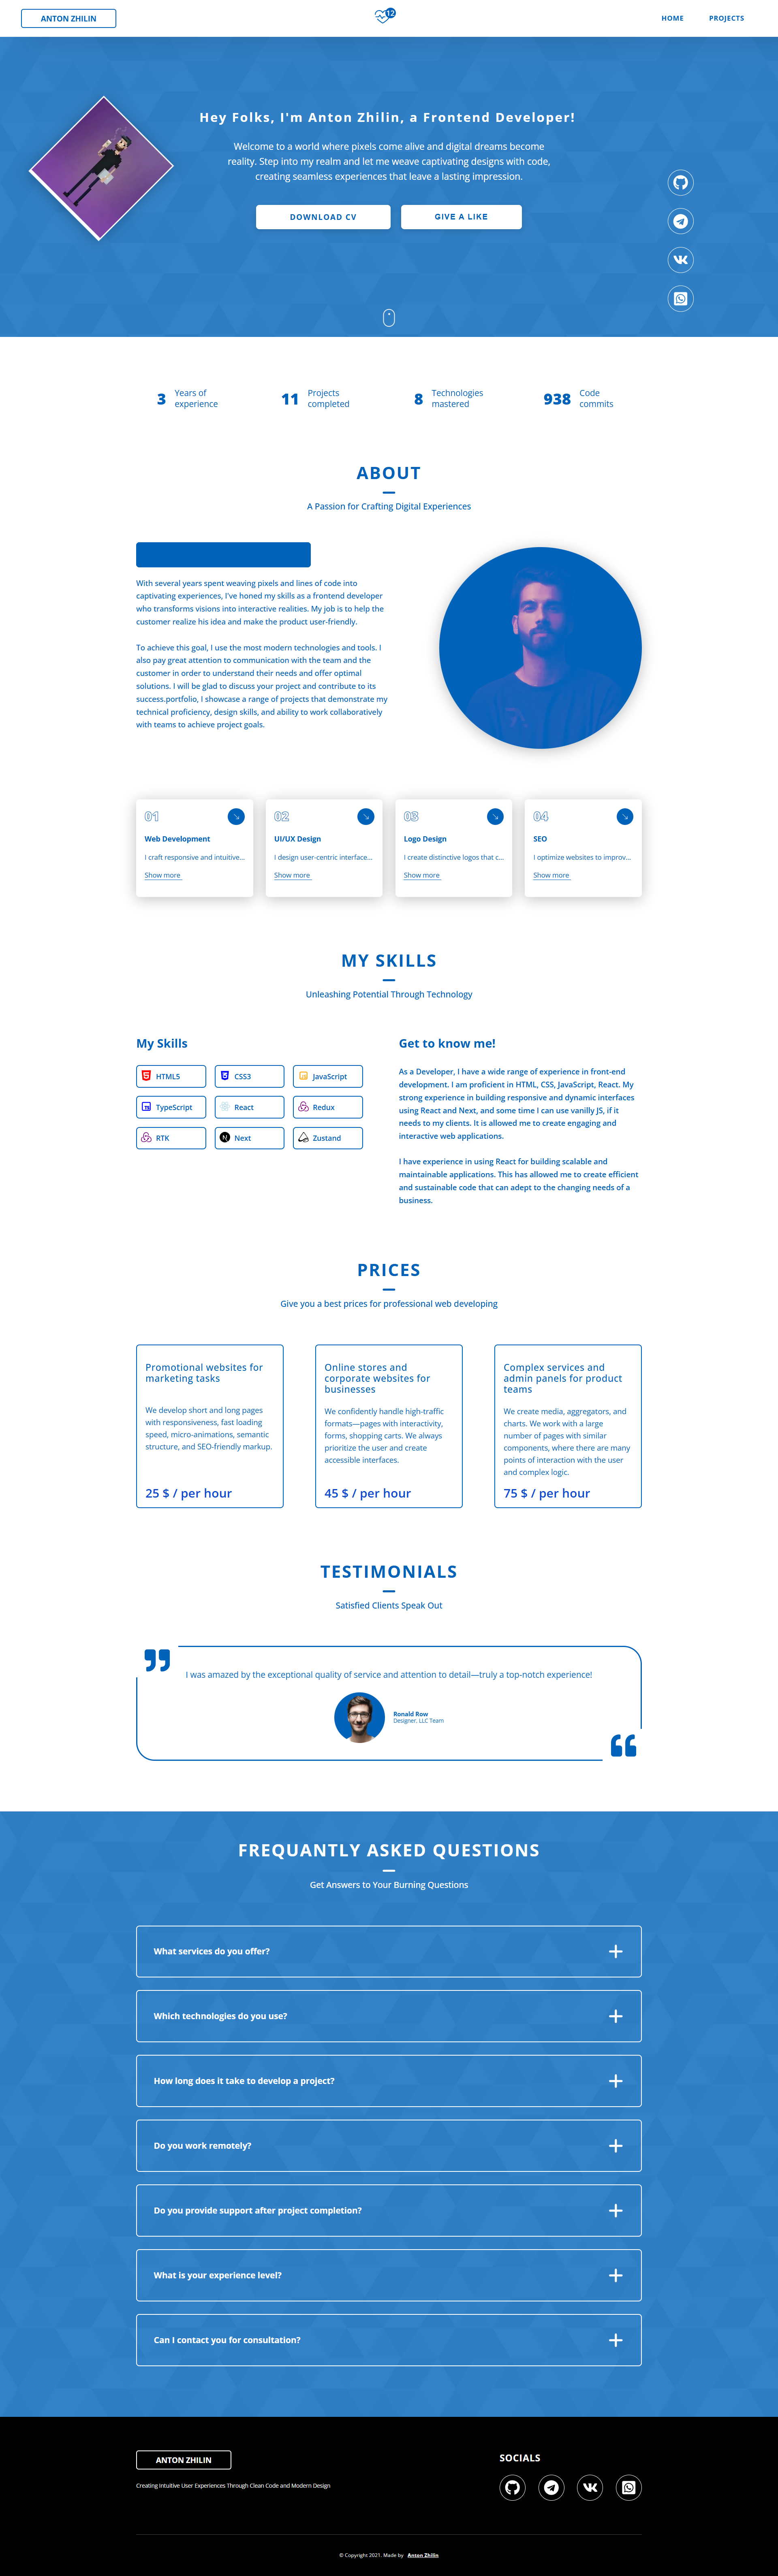 ANTON ZHILIN
12
HOME
PROJECTS
Hey Folks, I'm Anton Zhilin, a Frontend Developer!
Welcome to a world where pixels come alive and digital dreams become
reality. Step into my realm and let me weave captivating designs with code,
creating seamless experiences that leave a lasting impression.
DOWNLOAD CV
GIVE A LIKE
3
Years of
experience
11
Projects
completed
8
Technologies
mastered
938
Code
commits
ABOUT
A Passion for Crafting Digital Experiences
With several years spent weaving pixels and lines of code into
captivating experiences, I've honed my skills as a frontend developer
who transforms visions into interactive realities. My job is to help the
customer realize his idea and make the product user-friendly.
To achieve this goal, I use the most modern technologies and tools. I
also pay great attention to communication with the team and the
customer in order to understand their needs and offer optimal
solutions. I will be glad to discuss your project and contribute to its
success.portfolio, I showcase a range of projects that demonstrate my
technical proficiency, design skills, and ability to work collaboratively
with teams to achieve project goals.
01
Web Development
I craft responsive and intuitive...
Show more
02
UI/UX Design
I design user-centric interface...
Show more
03
Logo Design
I create distinctive logos that c...
Show more
04
SEO
I optimize websites to improv...
Show more
MY SKILLS
Unleashing Potential Through Technology
My Skills
HTML5
CSS3
JavaScript
TypeScript
React
Redux
RTK
Next
Zustand
Get to know me!
As a Developer, I have a wide range of experience in front-end
development. I am proficient in HTML, CSS, JavaScript, React. My
strong experience in building responsive and dynamic interfaces
using React and Next, and some time I can use vanilly JS, if it
needs to my clients. It is allowed me to create engaging and
interactive web applications.
I have experience in using React for building scalable and
maintainable applications. This has allowed me to create efficient
and sustainable code that can adept to the changing needs of a
business.
PRICES
Give you a best prices for professional web developing
Promotional websites for
marketing tasks
We develop short and long pages
with responsiveness, fast loading
speed, micro-animations, semantic
structure, and SEO-friendly markup.
25 $ / per hour
Online stores and
corporate websites for
businesses
We confidently handle high-traffic
formats—pages with interactivity,
forms, shopping carts. We always
prioritize the user and create
accessible interfaces.
45 $ / per hour
Complex services and
admin panels for product
teams
We create media, aggregators, and
charts. We work with a large
number of pages with similar
components, where there are many
points of interaction with the user
and complex logic.
75 $ / per hour
TESTIMONIALS
Satisfied Clients Speak Out
I was amazed by the exceptional quality of service and attention to detail—truly a top-notch experience!
Ronald Row
Designer, LLC Team
FREQUENTLY ASKED QUESTIONS
Get Answers to Your Burning Questions
What services do you offer?
Which technologies do you use?
How long does it take to develop a project?
Do you work remotely?
Do you provide support after project completion?
What is your experience level?
Can I contact you for consultation?
ANTON ZHILIN
Creating Intuitive User Experiences Through Clean Code and Modern Design
SOCIALS
© Copyright 2021. Made by Anton Zhilin